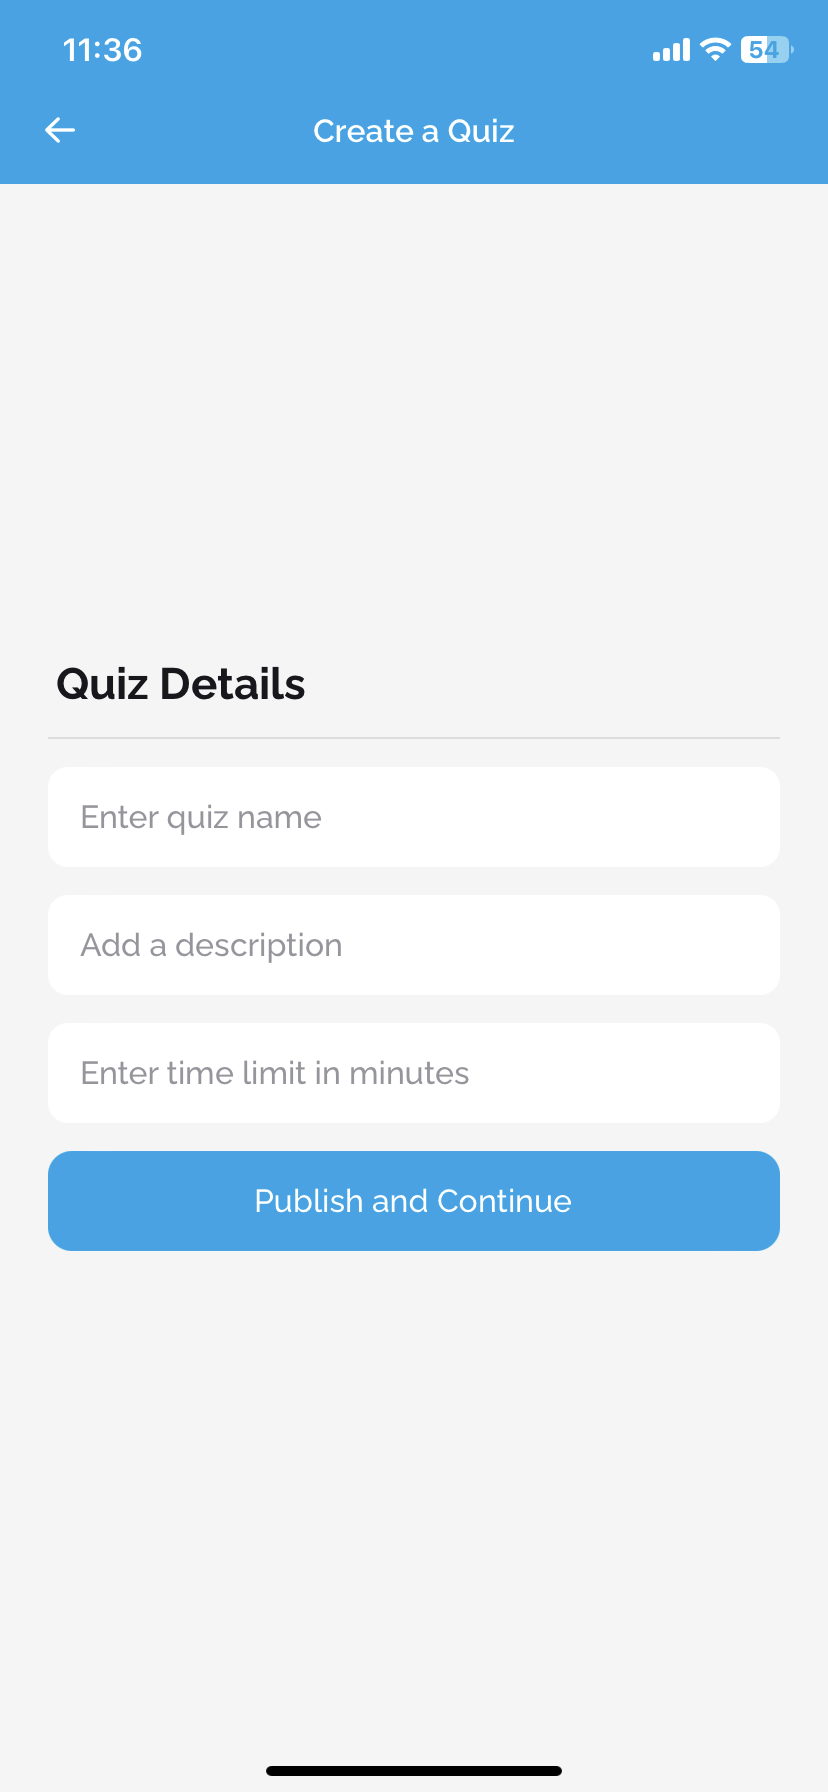 11:36
54
Create a Quiz
Quiz Details
Enter quiz name
Add a description
Enter time limit in minutes
Publish and Continue